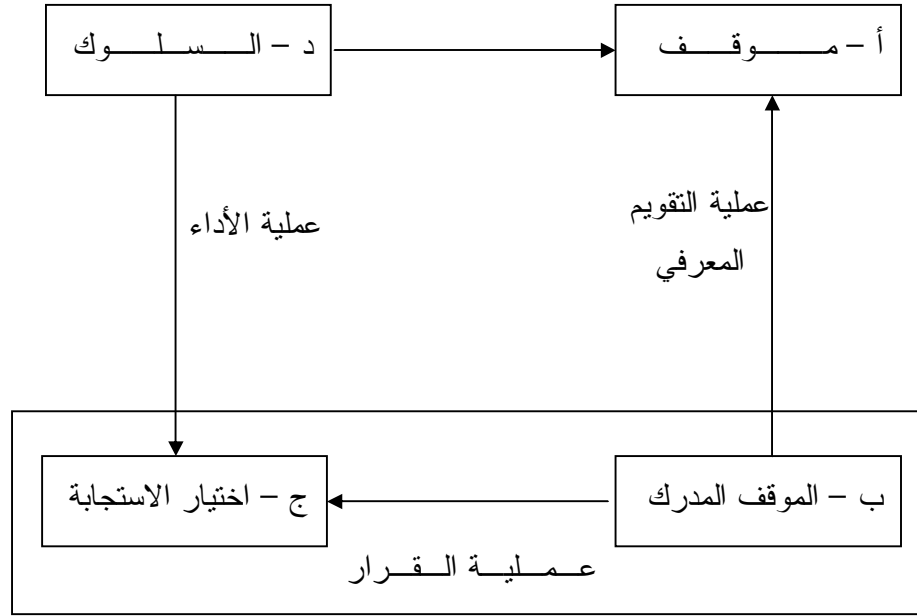 أ – موقف
د – السلوك
عملية التقويم
المعرفي
عملية الأداء
ب – الموقف المدرك
ج – اختيار الاستجابة
عملية القرار